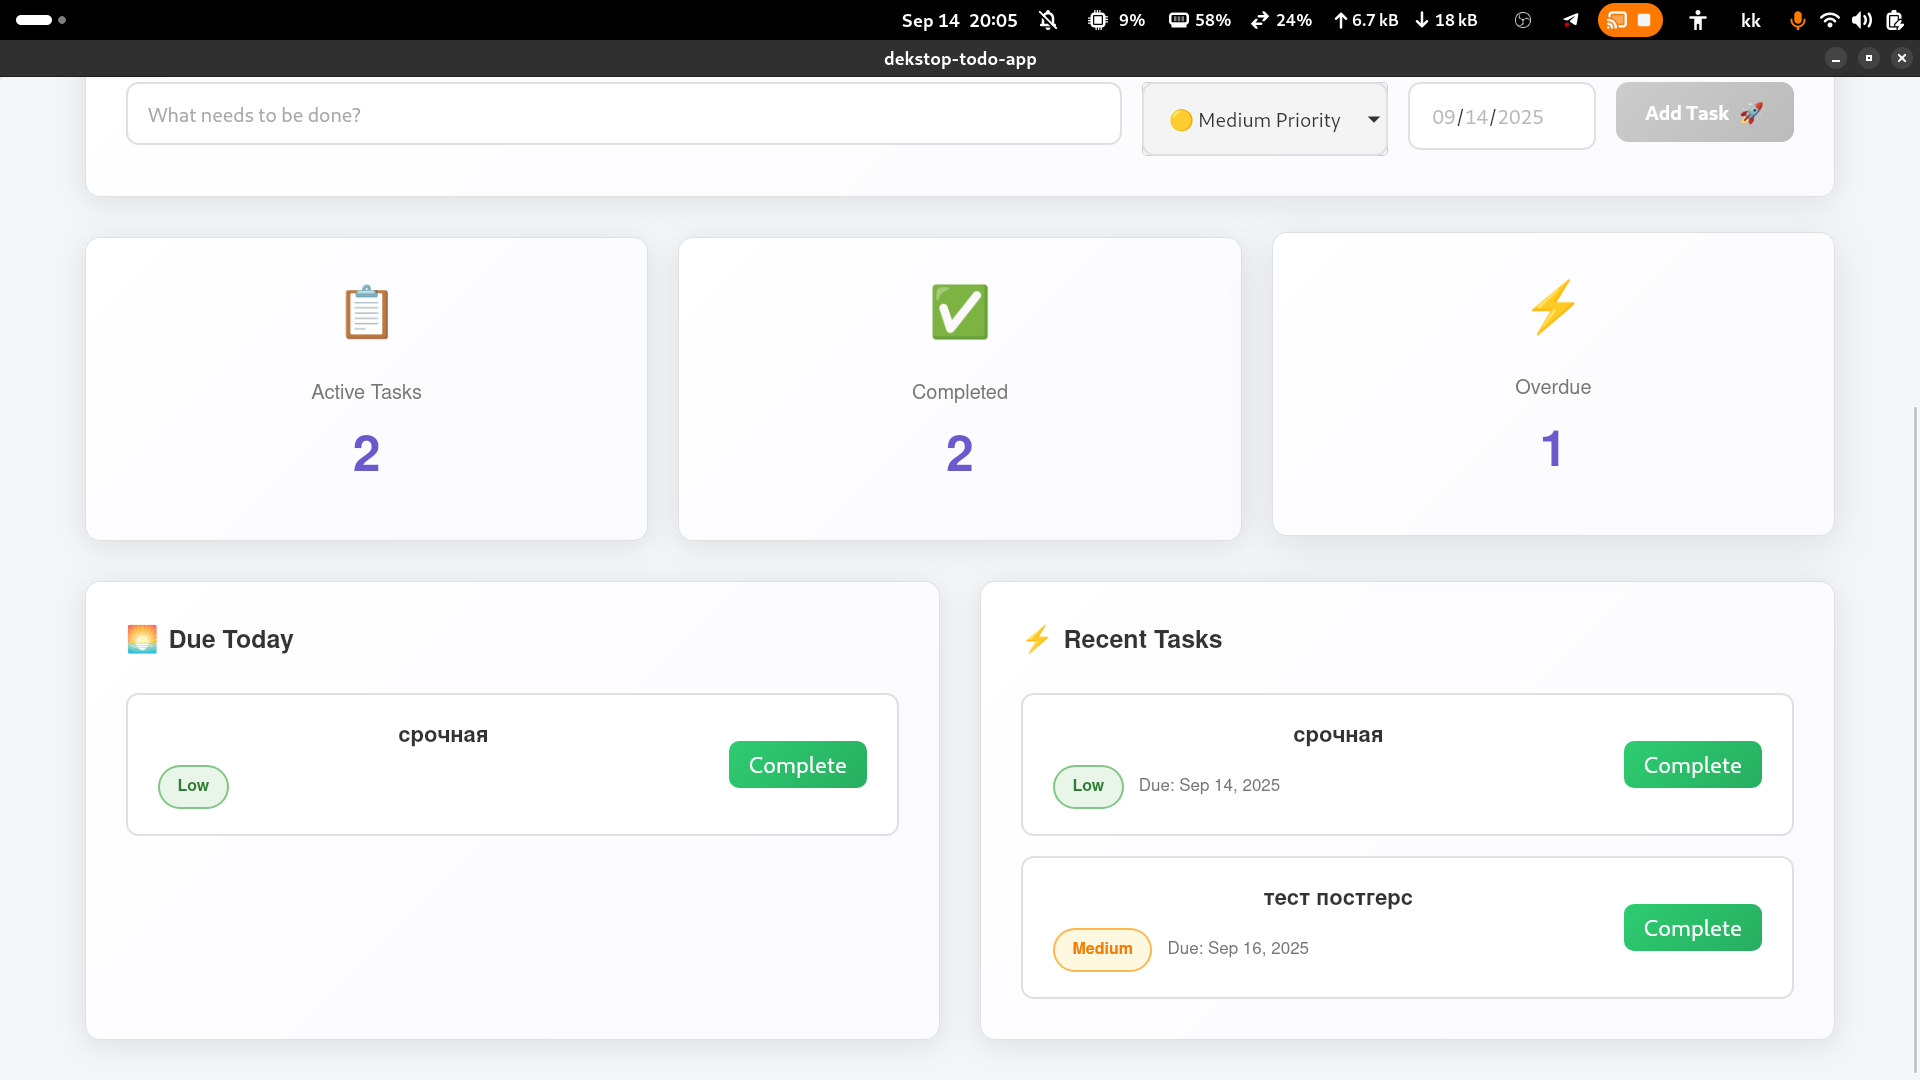 Sep 14 20:05 9% 58% 24% 6.7 kB 18 kB kk
dekstop-todo-app
What needs to be done? Medium Priority 09/14/2025 Add Task
Active Tasks
2
Completed
2
Overdue
1
Due Today
срочная
Low
Complete
Recent Tasks
срочная
Low Due: Sep 14, 2025
Complete
тест постгерс
Medium Due: Sep 16, 2025
Complete